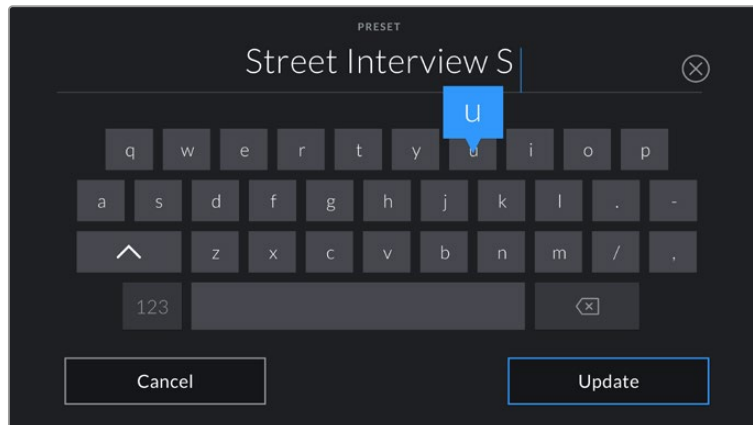 PRESET
Street Interview S
u
q w e r t y u i o p
a s d f g h j k l . -
z x c v b n m / ,
123
Cancel Update